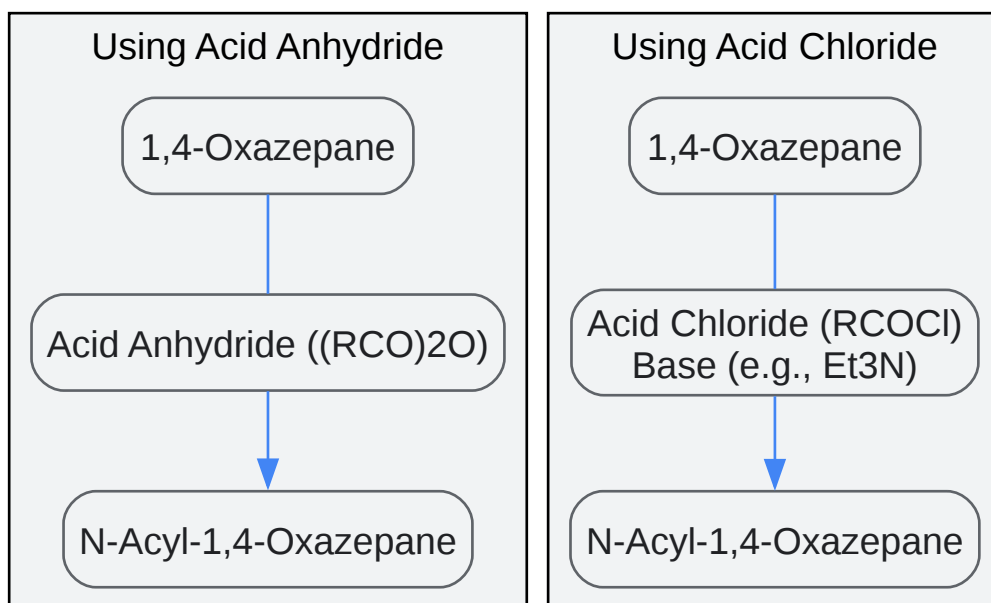 Using Acid Anhydride
1,4-Oxazepane
Acid Anhydride ((RCO)2O)
N-Acyl-1,4-Oxazepane
Using Acid Chloride
1,4-Oxazepane
Acid Chloride (RCOCl)
Base (e.g., Et3N)
N-Acyl-1,4-Oxazepane